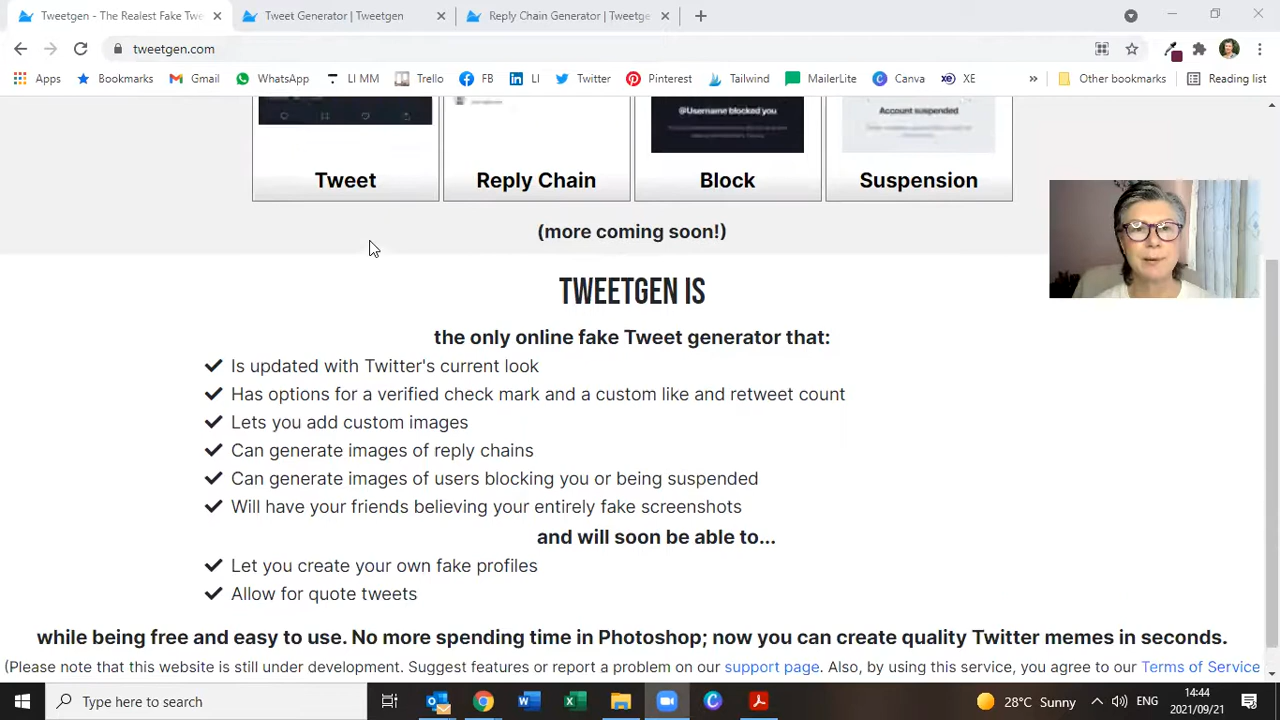 Tweetgen - The Realest Fake Twe
Tweet Generator | Tweetgen
Reply Chain Generator | Tweetge
tweetgen.com
Apps
Bookmarks
Gmail
WhatsApp
LI MM
Trello
FB
LI
Twitter
Pinterest
Tailwind
MailerLite
Canva
XE
»
Other bookmarks
Reading list
@Username blocked you
Account suspended
Tweet
Reply Chain
Block
Suspension
(more coming soon!)
TWEETGEN IS
the only online fake Tweet generator that:
Is updated with Twitter's current look
Has options for a verified check mark and a custom like and retweet count
Lets you add custom images
Can generate images of reply chains
Can generate images of users blocking you or being suspended
Will have your friends believing your entirely fake screenshots
and will soon be able to...
Let you create your own fake profiles
Allow for quote tweets
while being free and easy to use. No more spending time in Photoshop; now you can create quality Twitter memes in seconds.
(Please note that this website is still under development. Suggest features or report a problem on our support page. Also, by using this service, you agree to our Terms of Service
Type here to search
28°C Sunny
ENG
14:44
2021/09/21